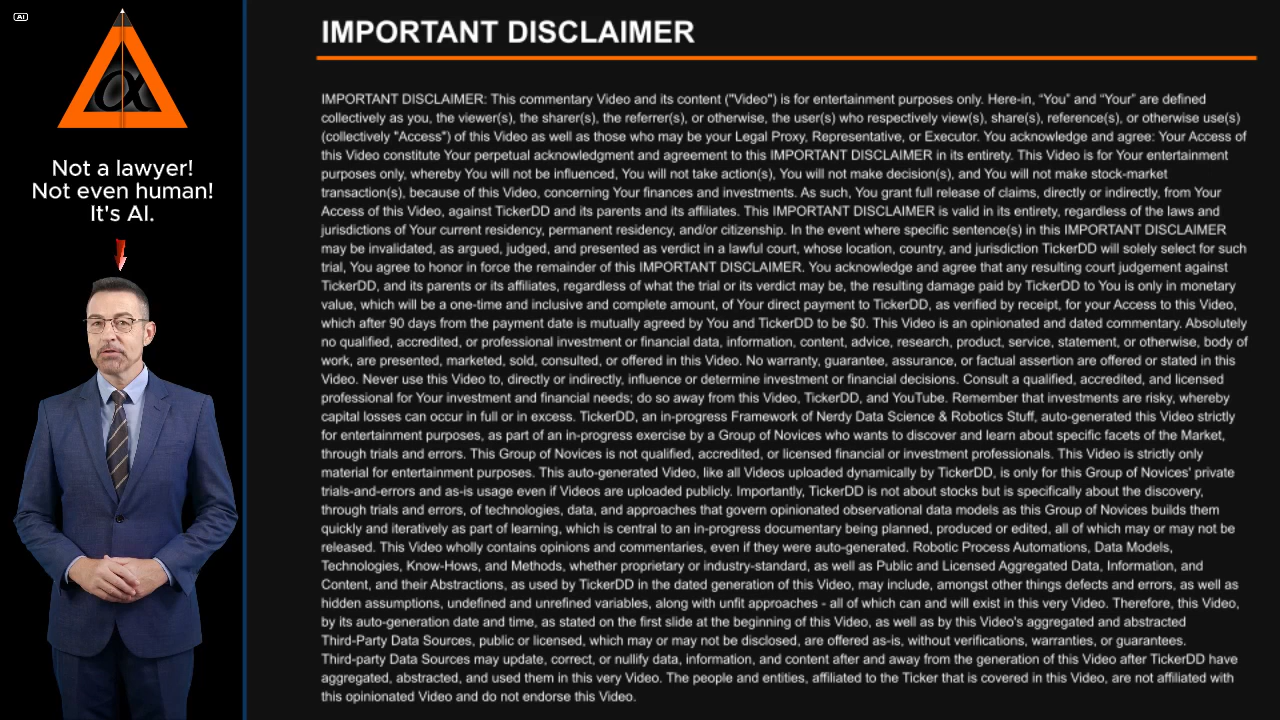 AI
α
Not a lawyer!
Not even human!
It's AI.
IMPORTANT DISCLAIMER
IMPORTANT DISCLAIMER: This commentary Video and its content ("Video") is for entertainment purposes only. Here-in, “You” and “Your” are defined
collectively as you, the viewer(s), the sharer(s), the referrer(s), or otherwise, the user(s) who respectively view(s), share(s), reference(s), or otherwise use(s)
(collectively "Access") of this Video as well as those who may be your Legal Proxy, Representative, or Executor. You acknowledge and agree: Your Access of
this Video constitute Your perpetual acknowledgment and agreement to this IMPORTANT DISCLAIMER in its entirety. This Video is for Your entertainment
purposes only, whereby You will not be influenced, You will not take action(s), You will not make decision(s), and You will not make stock-market
transaction(s), because of this Video, concerning Your finances and investments. As such, You grant full release of claims, directly or indirectly, from Your
Access of this Video, against TickerDD and its parents and its affiliates. This IMPORTANT DISCLAIMER is valid in its entirety, regardless of the laws and
jurisdictions of Your current residency, permanent residency, and/or citizenship. In the event where specific sentence(s) in this IMPORTANT DISCLAIMER
may be invalidated, as argued, judged, and presented as verdict in a lawful court, whose location, country, and jurisdiction TickerDD will solely select for such
trial, You agree to honor in force the remainder of this IMPORTANT DISCLAIMER. You acknowledge and agree that any resulting court judgement against
TickerDD, and its parents or its affiliates, regardless of what the trial or its verdict may be, the resulting damage paid by TickerDD to You is only in monetary
value, which will be a one-time and inclusive and complete amount, of Your direct payment to TickerDD, as verified by receipt, for your Access to this Video,
which after 90 days from the payment date is mutually agreed by You and TickerDD to be $0. This Video is an opinionated and dated commentary. Absolutely
no qualified, accredited, or professional investment or financial data, information, content, advice, research, product, service, statement, or otherwise, body of
work, are presented, marketed, sold, consulted, or offered in this Video. No warranty, guarantee, assurance, or factual assertion are offered or stated in this
Video. Never use this Video to, directly or indirectly, influence or determine investment or financial decisions. Consult a qualified, accredited, and licensed
professional for Your investment and financial needs; do so away from this Video, TickerDD, and YouTube. Remember that investments are risky, whereby
capital losses can occur in full or in excess. TickerDD, an in-progress Framework of Nerdy Data Science & Robotics Stuff, auto-generated this Video strictly
for entertainment purposes, as part of an in-progress exercise by a Group of Novices who wants to discover and learn about specific facets of the Market,
through trials and errors. This Group of Novices is not qualified, accredited, or licensed financial or investment professionals. This Video is strictly only
material for entertainment purposes. This auto-generated Video, like all Videos uploaded dynamically by TickerDD, is only for this Group of Novices' private
trials-and-errors and as-is usage even if Videos are uploaded publicly. Importantly, TickerDD is not about stocks but is specifically about the discovery,
through trials and errors, of technologies, data, and approaches that govern opinionated observational data models as this Group of Novices builds them
quickly and iteratively as part of learning, which is central to an in-progress documentary being planned, produced or edited, all of which may or may not be
released. This Video wholly contains opinions and commentaries, even if they were auto-generated. Robotic Process Automations, Data Models,
Technologies, Know-Hows, and Methods, whether proprietary or industry-standard, as well as Public and Licensed Aggregated Data, Information, and
Content, and their Abstractions, as used by TickerDD in the dated generation of this Video, may include, amongst other things defects and errors, as well as
hidden assumptions, undefined and unrefined variables, along with unfit approaches - all of which can and will exist in this very Video. Therefore, this Video,
by its auto-generation date and time, as stated on the first slide at the beginning of this Video, as well as by this Video's aggregated and abstracted
Third-Party Data Sources, public or licensed, which may or may not be disclosed, are offered as-is, without verifications, warranties, or guarantees.
Third-party Data Sources may update, correct, or nullify data, information, and content after and away from the generation of this Video after TickerDD have
aggregated, abstracted, and used them in this very Video. The people and entities, affiliated to the Ticker that is covered in this Video, are not affiliated with
this opinionated Video and do not endorse this Video.